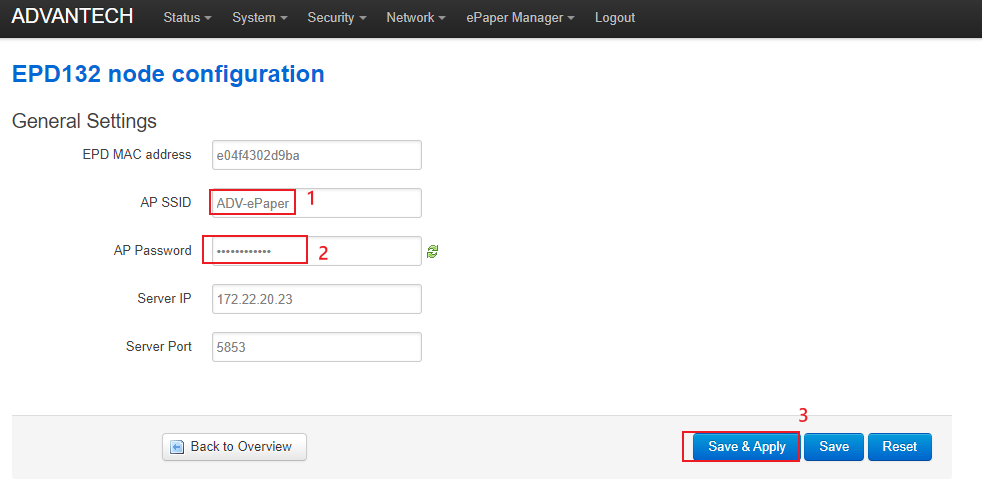 ADVANTECH Status System Security Network ePaper Manager Logout
EPD132 node configuration
General Settings
EPD MAC address e04f4302d9ba
AP SSID ADV-ePaper 1
AP Password •••••••••••• 2
Server IP 172.22.20.23
Server Port 5853
3
Back to Overview Save & Apply Save Reset